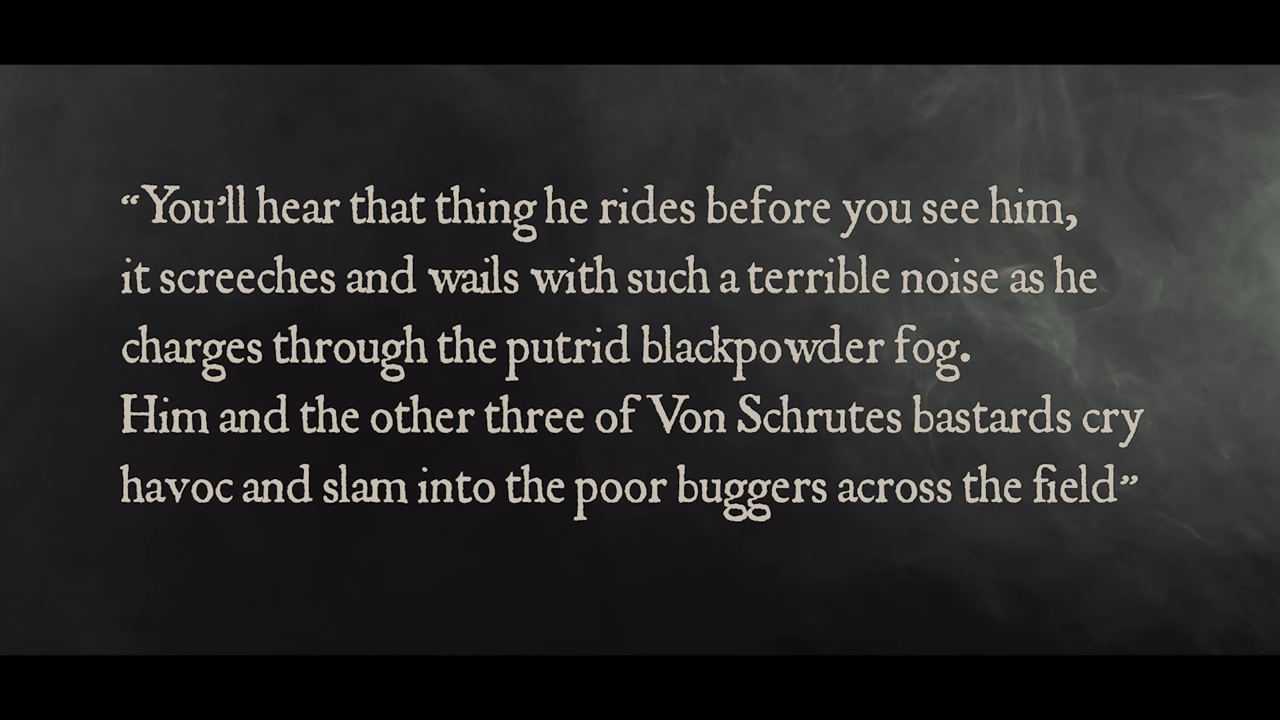 “You’ll hear that thing he rides before you see him,
it screeches and wails with such a terrible noise as he
charges through the putrid blackpowder fog.
Him and the other three of Von Schrutes bastards cry
havoc and slam into the poor buggers across the field”